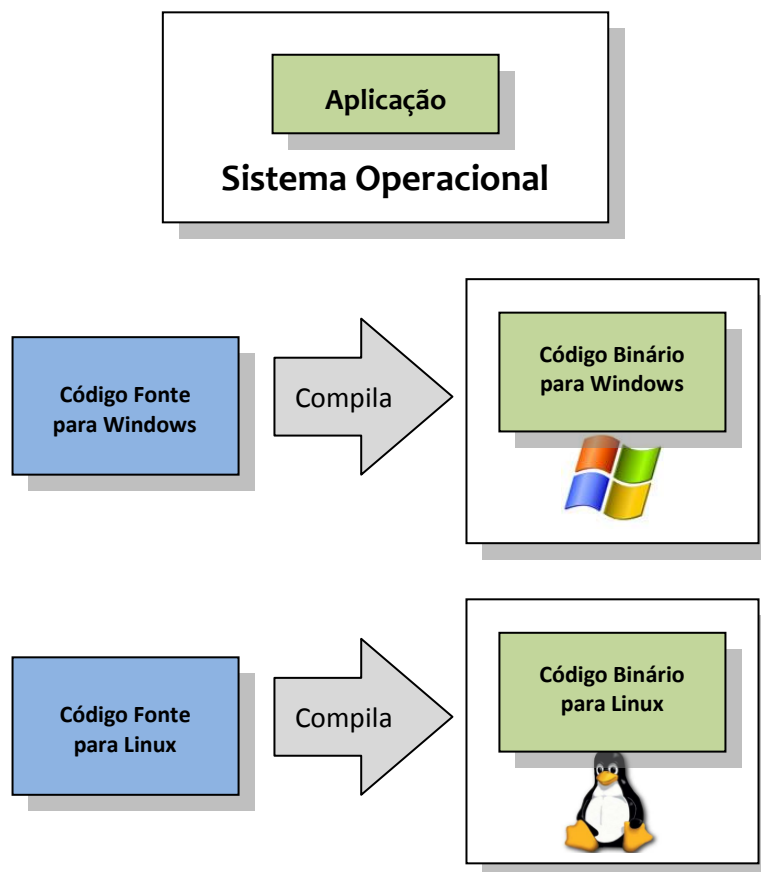 Aplicação
Sistema Operacional
Código Fonte
para Windows
Compila
Código Binário
para Windows
Código Fonte
para Linux
Compila
Código Binário
para Linux